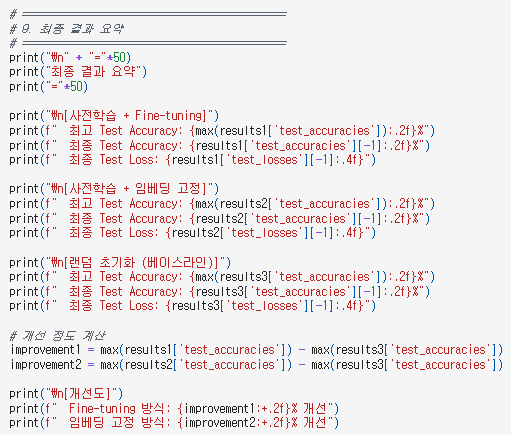 # ==================================================
# 9. 최종 결과 요약
# ==================================================
print("₩n" + "="*50)
print("최종 결과 요약")
print("="*50)
print("₩n[사전학습 + Fine-tuning]")
print(f"  최고 Test Accuracy: {max(results1['test_accuracies']):.2f}%")
print(f"  최종 Test Accuracy: {results1['test_accuracies'][-1]:.2f}%")
print(f"  최종 Test Loss: {results1['test_losses'][-1]:.4f}")
print("₩n[사전학습 + 임베딩 고정]")
print(f"  최고 Test Accuracy: {max(results2['test_accuracies']):.2f}%")
print(f"  최종 Test Accuracy: {results2['test_accuracies'][-1]:.2f}%")
print(f"  최종 Test Loss: {results2['test_losses'][-1]:.4f}")
print("₩n[랜덤 초기화 (베이스라인)]")
print(f"  최고 Test Accuracy: {max(results3['test_accuracies']):.2f}%")
print(f"  최종 Test Accuracy: {results3['test_accuracies'][-1]:.2f}%")
print(f"  최종 Test Loss: {results3['test_losses'][-1]:.4f}")
# 개선 정도 계산
improvement1 = max(results1['test_accuracies']) - max(results3['test_accuracies'])
improvement2 = max(results2['test_accuracies']) - max(results3['test_accuracies'])
print("₩n[개선도]")
print(f"  Fine-tuning 방식: {improvement1:+.2f}% 개선")
print(f"  임베딩 고정 방식: {improvement2:+.2f}% 개선")